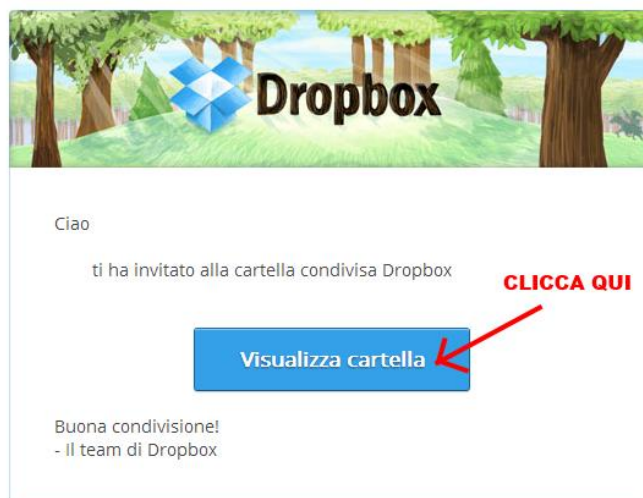 Dropbox
Ciao
ti ha invitato alla cartella condivisa Dropbox
CLICCA QUI
Visualizza cartella
Buona condivisione!
- Il team di Dropbox